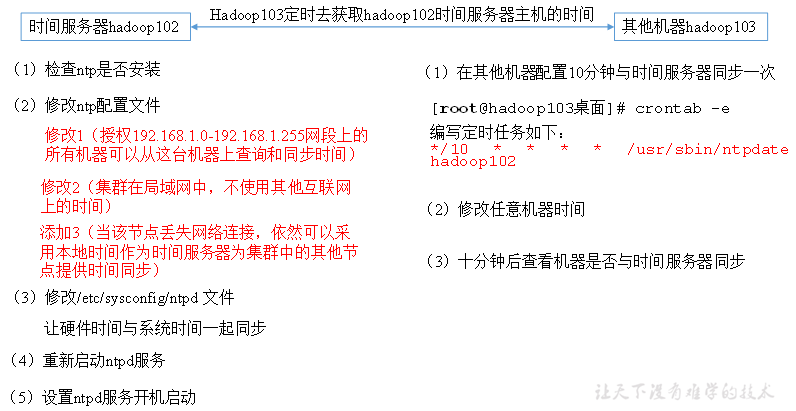 Hadoop103定时去获取hadoop102时间服务器主机的时间
时间服务器hadoop102
其他机器hadoop103
（1）检查ntp是否安装
（2）修改ntp配置文件
修改1（授权192.168.1.0-192.168.1.255网段上的
所有机器可以从这台机器上查询和同步时间）
修改2（集群在局域网中，不使用其他互联网
上的时间）
添加3（当该节点丢失网络连接，依然可以采
用本地时间作为时间服务器为集群中的其他节
点提供时间同步）
（3）修改/etc/sysconfig/ntpd 文件
让硬件时间与系统时间一起同步
（4）重新启动ntpd服务
（5）设置ntpd服务开机启动
（1）在其他机器配置10分钟与时间服务器同步一次
[root@hadoop103桌面]# crontab -e
编写定时任务如下：
*/10 * * * * /usr/sbin/ntpdate
hadoop102
（2）修改任意机器时间
（3）十分钟后查看机器是否与时间服务器同步
让天下没有难学的技术